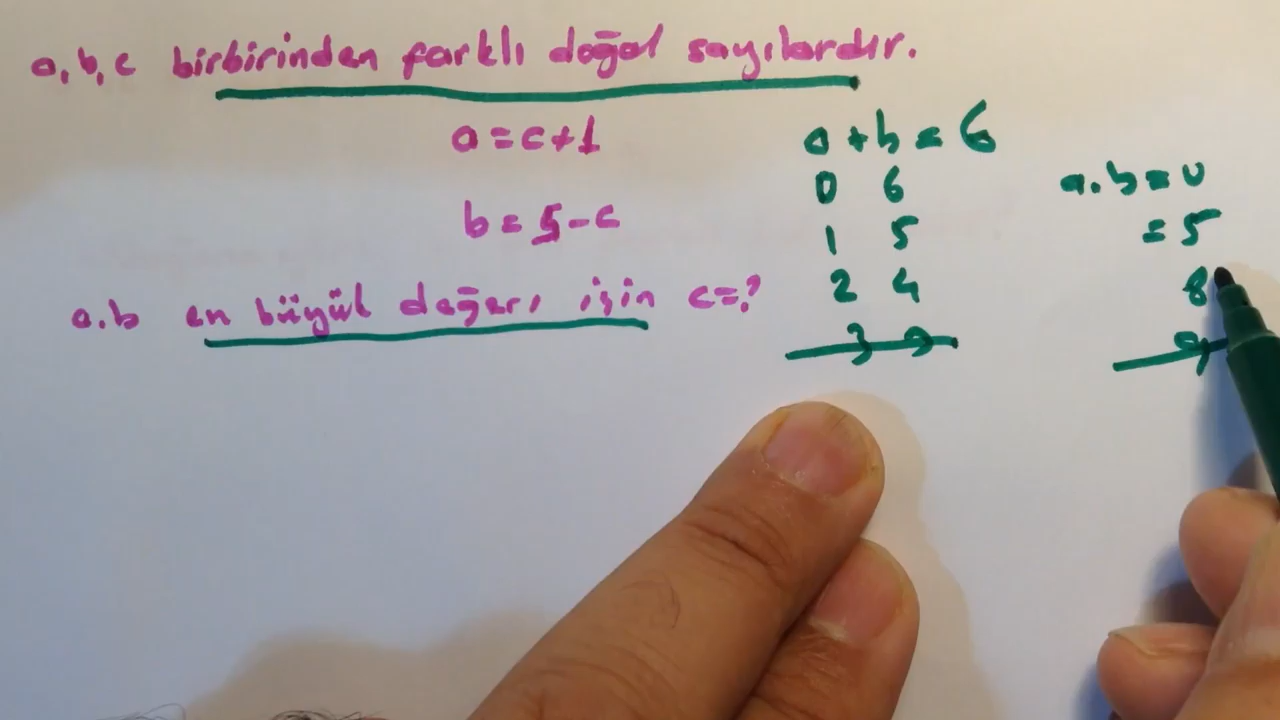 a, b, c birbirinden farklı doğal sayılardır.
a = c+1
b = 5-c
a.b en büyük değeri için c=?
a + b = 6
0 6
1 5
2 4
3 3
a.b = 0
= 5
8
9